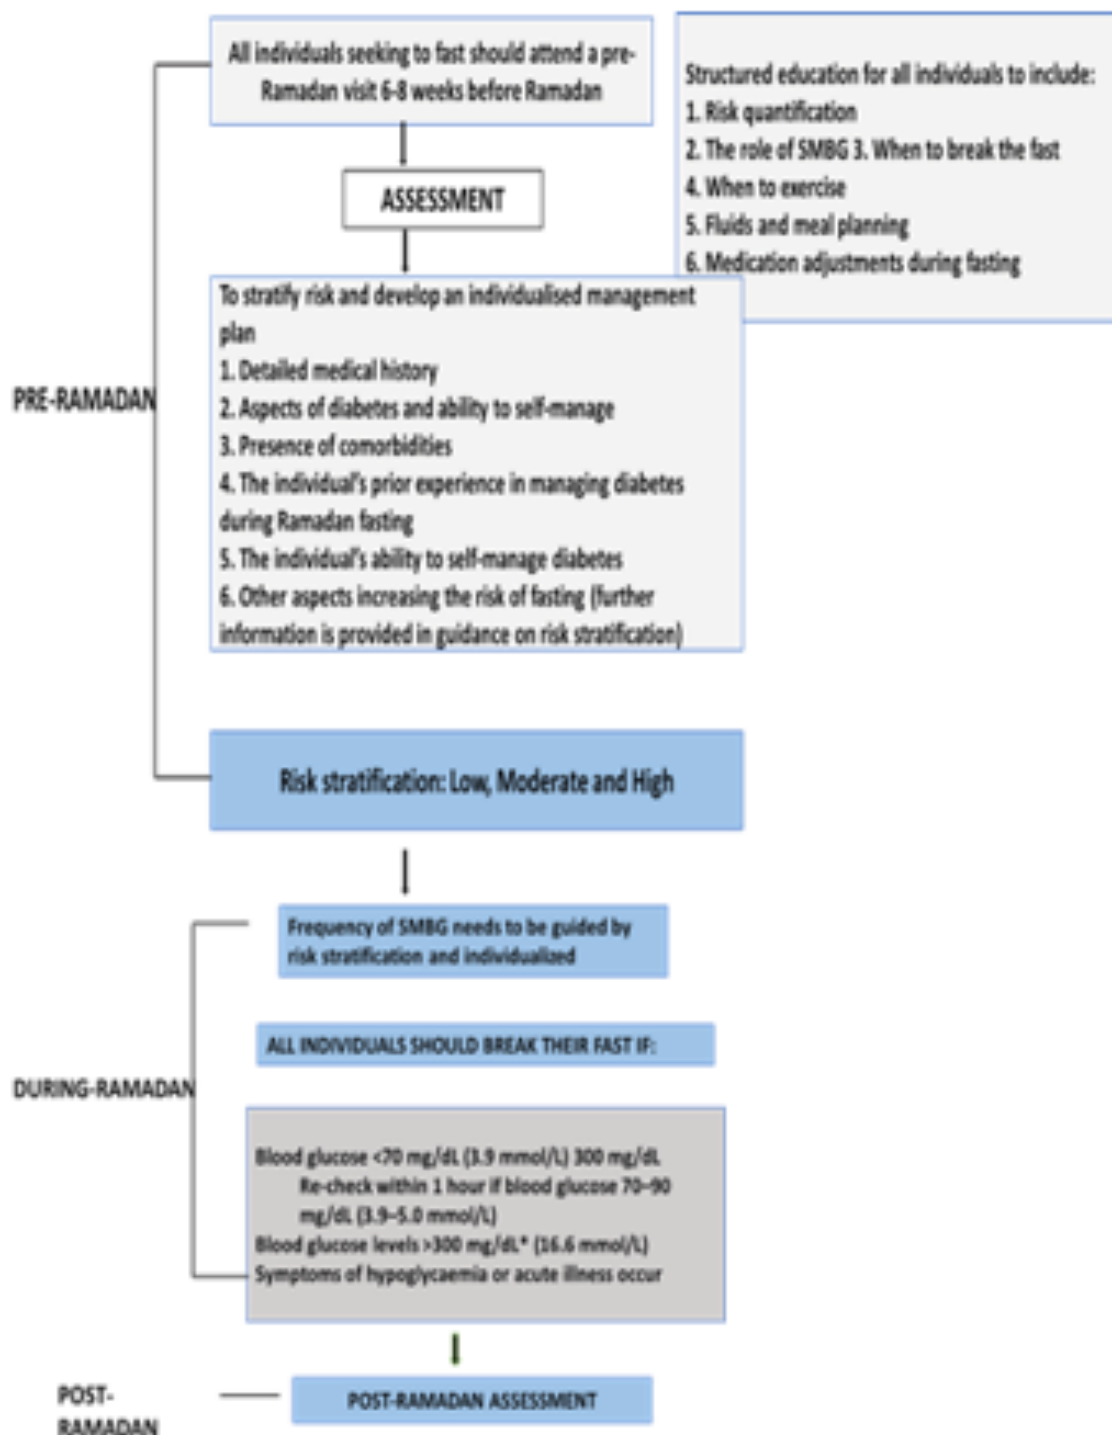 All individuals seeking to fast should attend a pre-
Ramadan visit 6-8 weeks before Ramadan
Structured education for all individuals to include:
1. Risk quantification
2. The role of SMBG 3. When to break the fast
4. When to exercise
5. Fluids and meal planning
6. Medication adjustments during fasting
ASSESSMENT
To stratify risk and develop an individualised management
plan
1. Detailed medical history
2. Aspects of diabetes and ability to self-manage
3. Presence of comorbidities
4. The individual's prior experience in managing diabetes
during Ramadan fasting
5. The individual's ability to self-manage diabetes
6. Other aspects increasing the risk of fasting (further
information is provided in guidance on risk stratification)
PRE-RAMADAN
Risk stratification: Low, Moderate and High
Frequency of SMBG needs to be guided by
risk stratification and individualized
ALL INDIVIDUALS SHOULD BREAK THEIR FAST IF:
DURING-RAMADAN
Blood glucose <70 mg/dL (3.9 mmol/L) 300 mg/dL
Re-check within 1 hour if blood glucose 70–90
mg/dL (3.9–5.0 mmol/L)
Blood glucose levels >300 mg/dL* (16.6 mmol/L)
Symptoms of hypoglycaemia or acute illness occur
POST-
RAMADAN
POST-RAMADAN ASSESSMENT